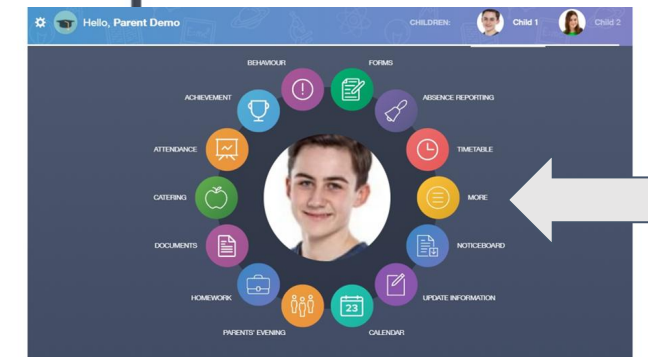 Hello, Parent Demo
CHILDREN:
Child 1
Child 2
BEHAVIOUR
FORMS
ACHIEVEMENT
ABSENCE REPORTING
ATTENDANCE
TIMETABLE
CATERING
MORE
DOCUMENTS
NOTICEBOARD
HOMEWORK
UPDATE INFORMATION
23
PARENTS' EVENING
CALENDAR